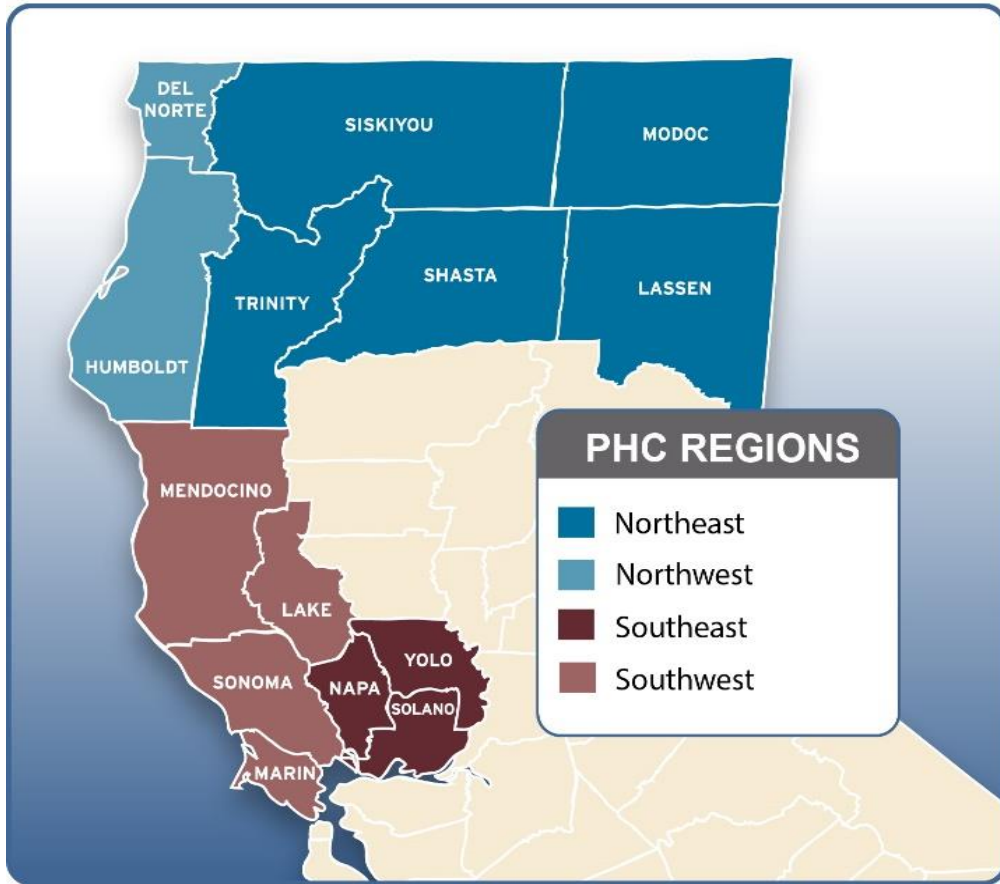 DEL
NORTE
SISKIYOU
MODOC
SHASTA
LASSEN
TRINITY
HUMBOLDT
MENDOCINO
LAKE
SONOMA
NAPA
YOLO
SOLANO
MARIN
PHC REGIONS
Northeast
Northwest
Southeast
Southwest